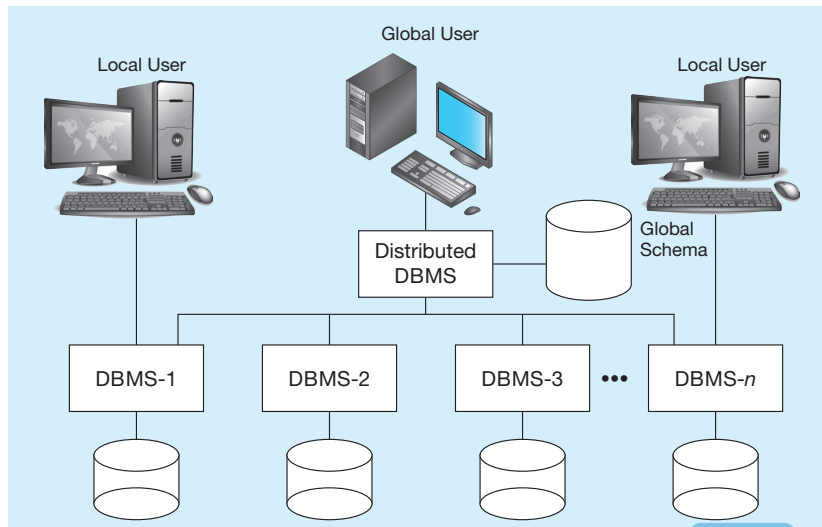 Global User
Local User
Local User
Global
Schema
Distributed
DBMS
DBMS-1
DBMS-2
DBMS-3
•••
DBMS-n